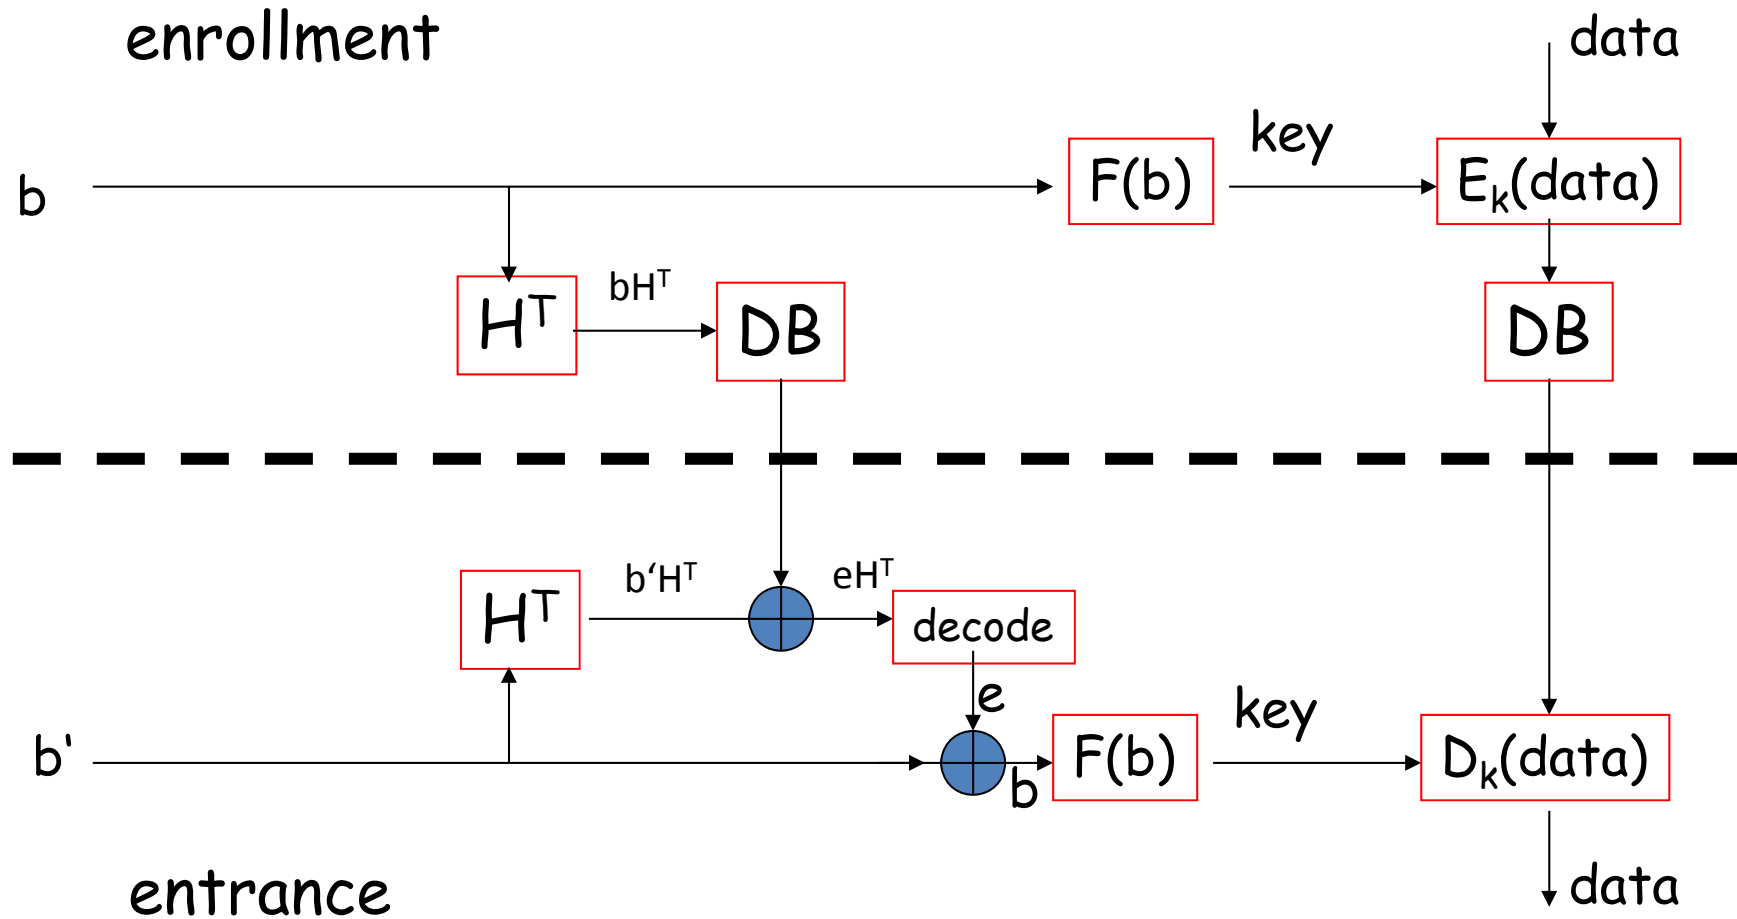 enrollment
data
key
b
F(b)
Eₖ(data)
bHᵀ
Hᵀ
DB
DB
b‘Hᵀ
eHᵀ
Hᵀ
decode
e
key
b'
b
F(b)
Dₖ(data)
entrance
data